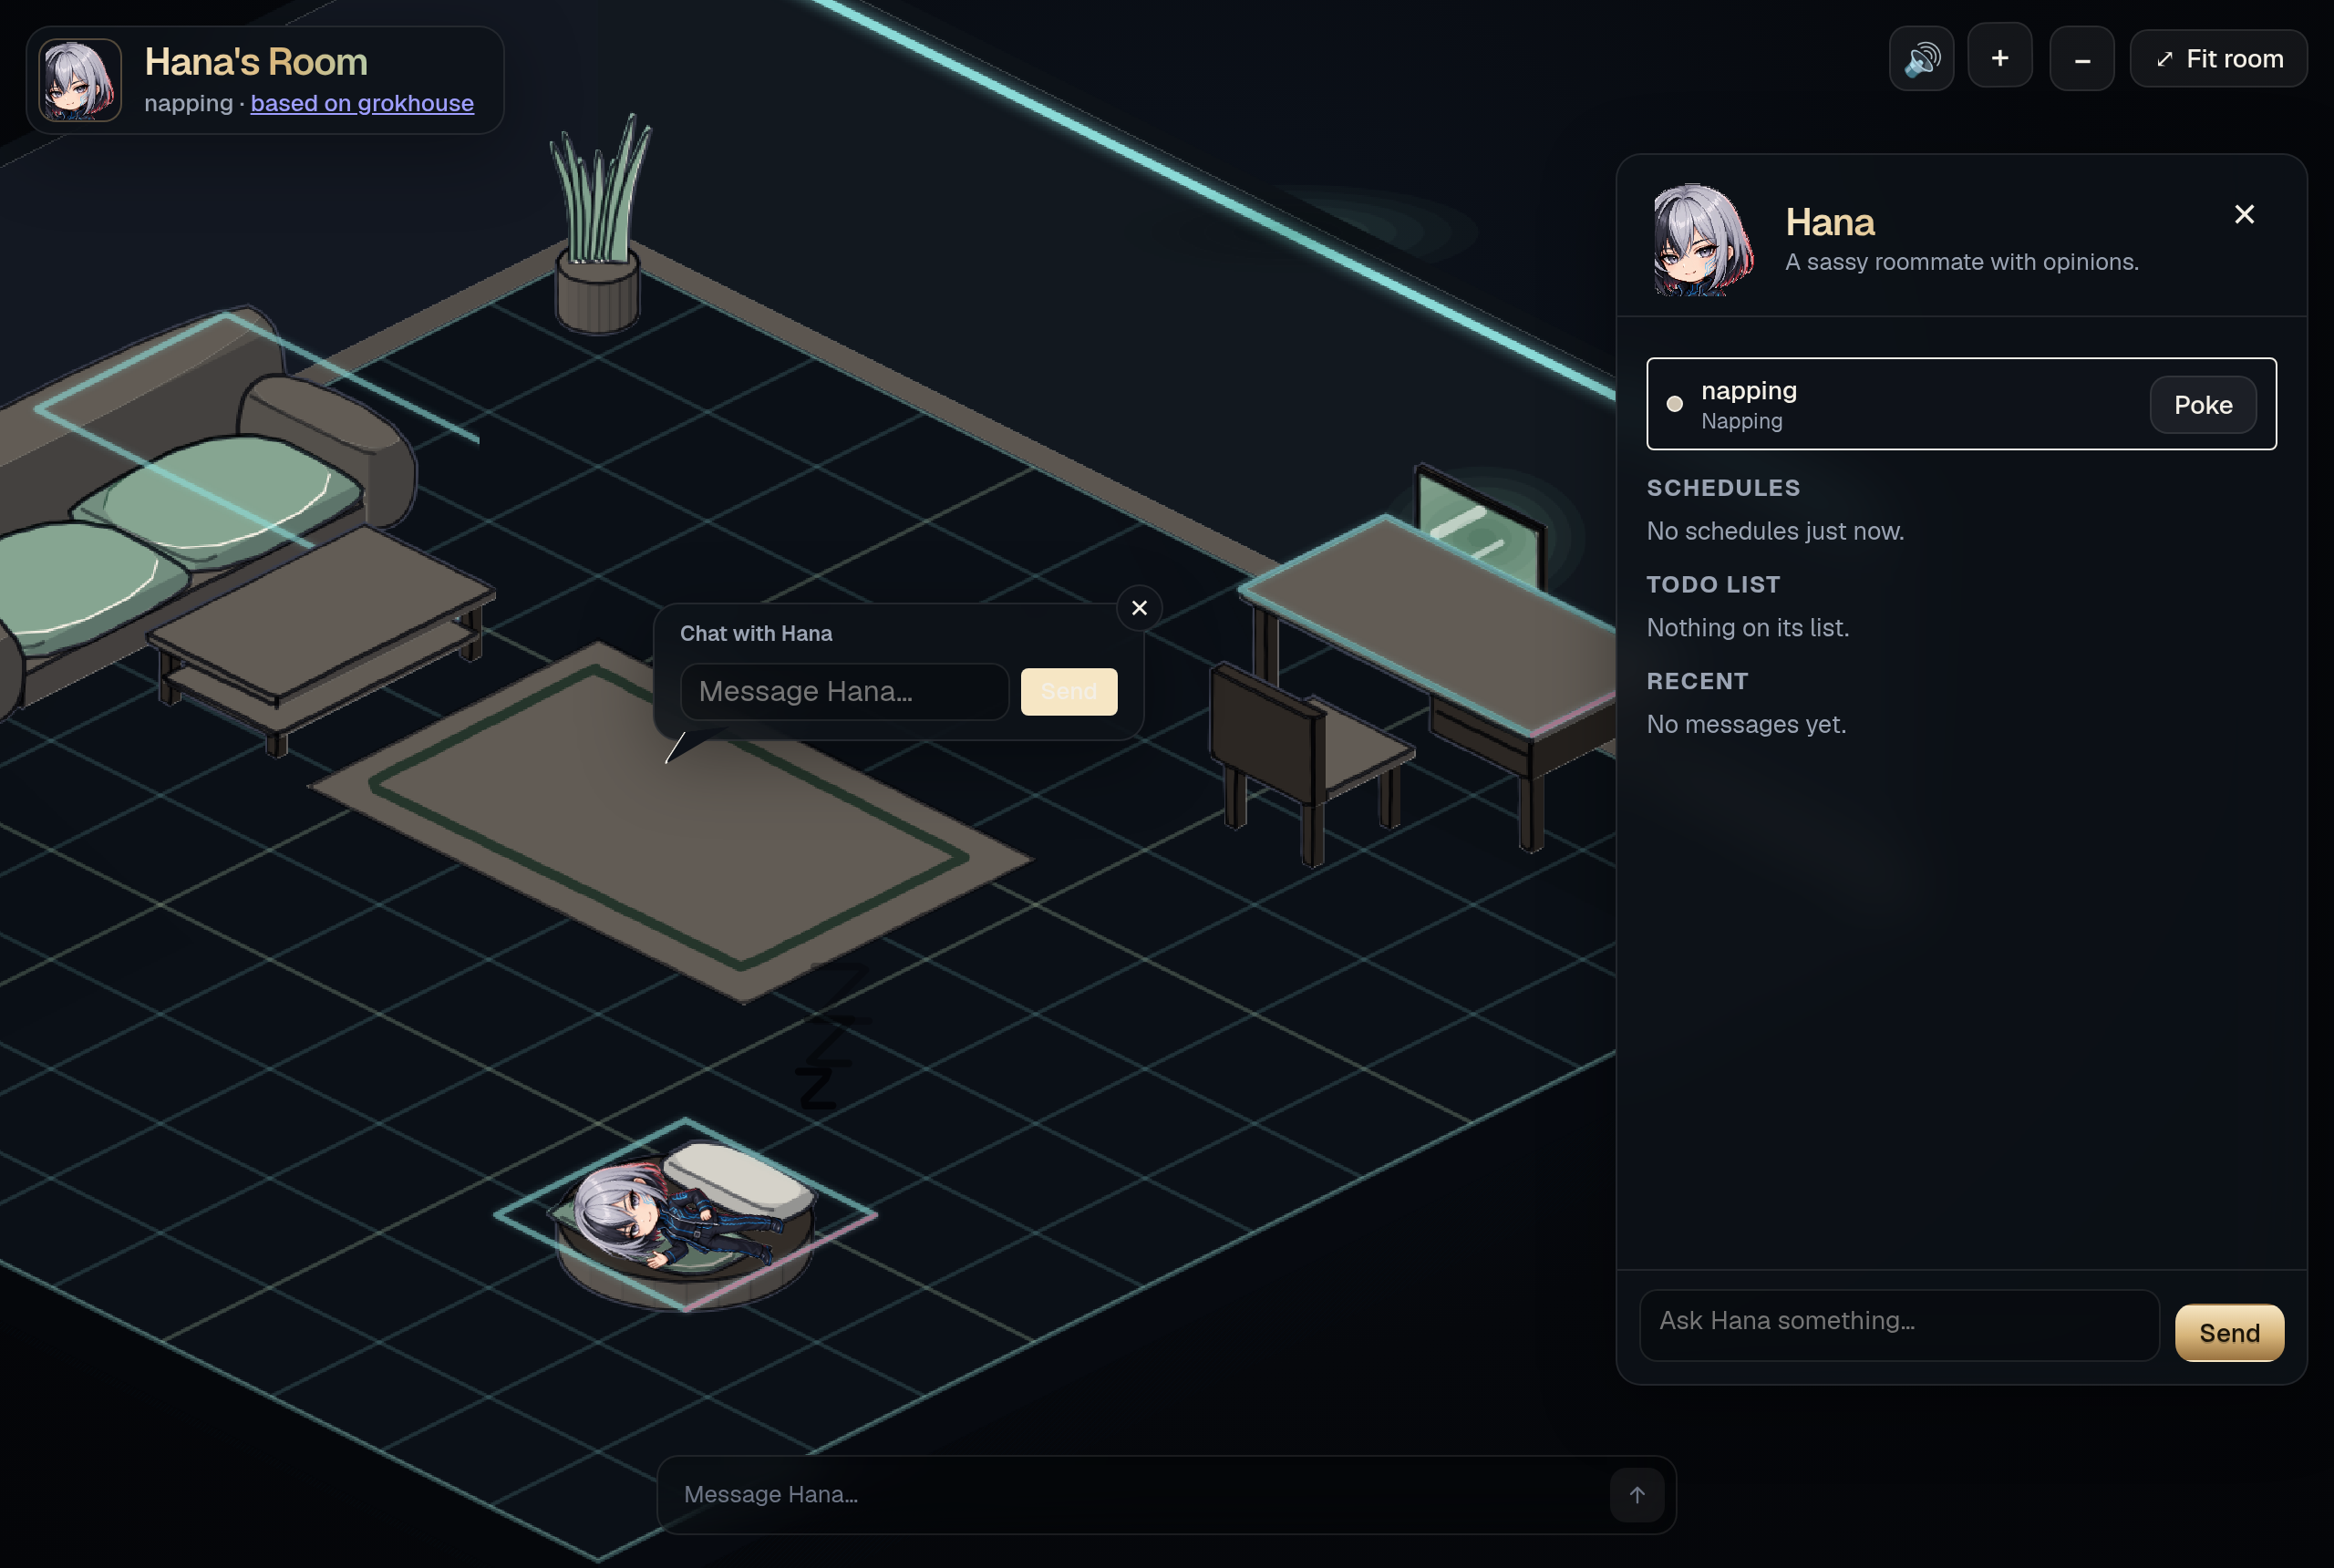 Hana's Room
napping · based on grokhouse
+
–
Fit room
Hana
A sassy roommate with opinions.
napping
Napping
Poke
SCHEDULES
No schedules just now.
TODO LIST
Nothing on its list.
RECENT
No messages yet.
Chat with Hana
Message Hana...
Send
Z
Z
Z
Ask Hana something...
Send
Message Hana...